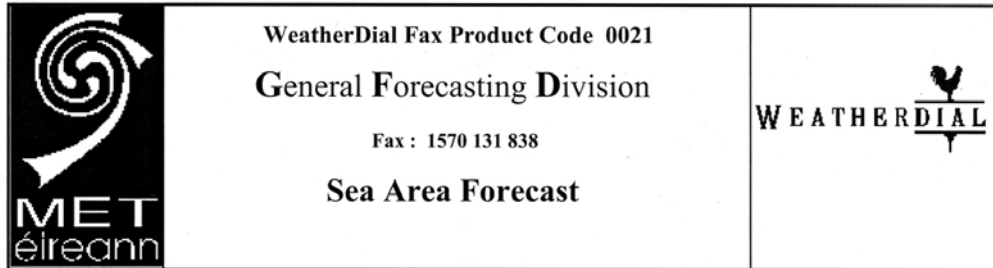 WeatherDial Fax Product Code 0021
General Forecasting Division
Fax : 1570 131 838
Sea Area Forecast
MET
éireann
WEATHERDIAL